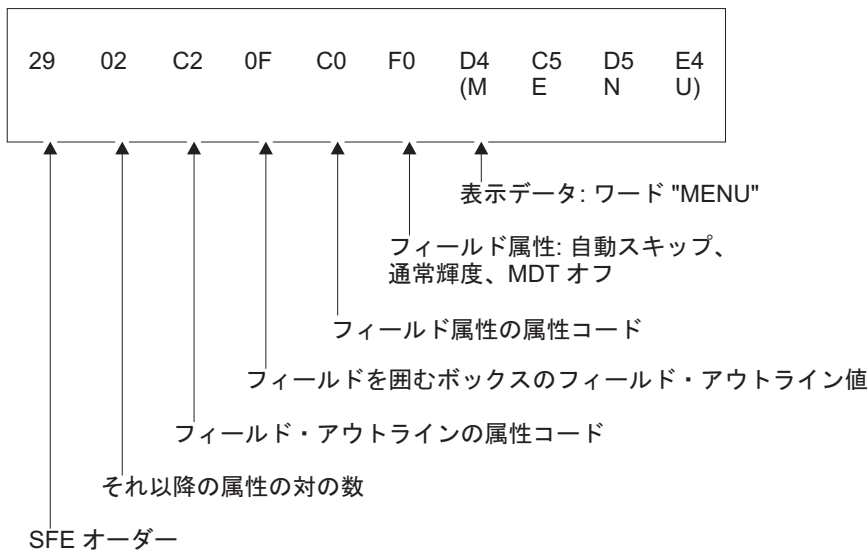 29 02 C2 0F C0 F0 D4 C5 D5 E4
(M E N U)
表示データ: ワード "MENU"
フィールド属性: 自動スキップ、
通常輝度、MDT オフ
フィールド属性の属性コード
フィールドを囲むボックスのフィールド・アウトライン値
フィールド・アウトラインの属性コード
それ以降の属性の対の数
SFE オーダー